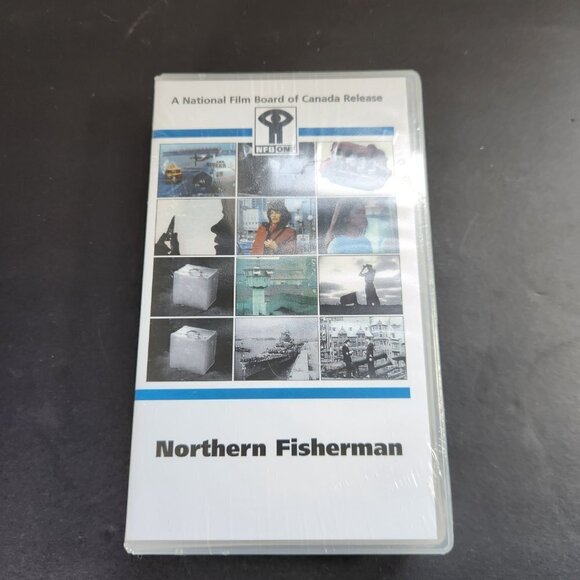 A National Film Board of Canada Release
NFB ONF
Northern Fisherman